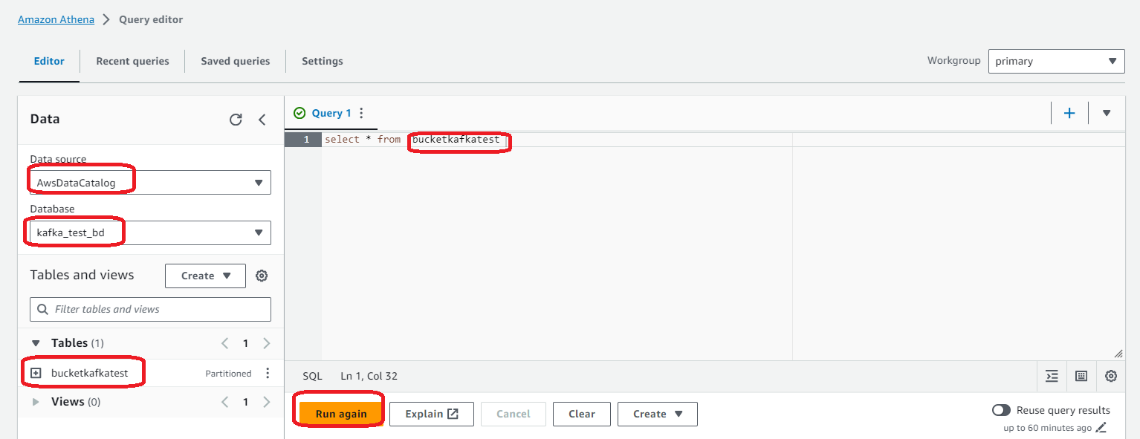 Amazon Athena > Query editor
Editor Recent queries Saved queries Settings Workgroup primary
Data
Data source
AwsDataCatalog
Database
kafka_test_bd
Tables and views Create
Filter tables and views
Tables (1) < 1 >
bucketkafkatest Partitioned
Views (0) < 1 >
Query 1
1 select * from bucketkafkatest
SQL Ln 1, Col 32
Run again Explain Cancel Clear Create
Reuse query results
up to 60 minutes ago